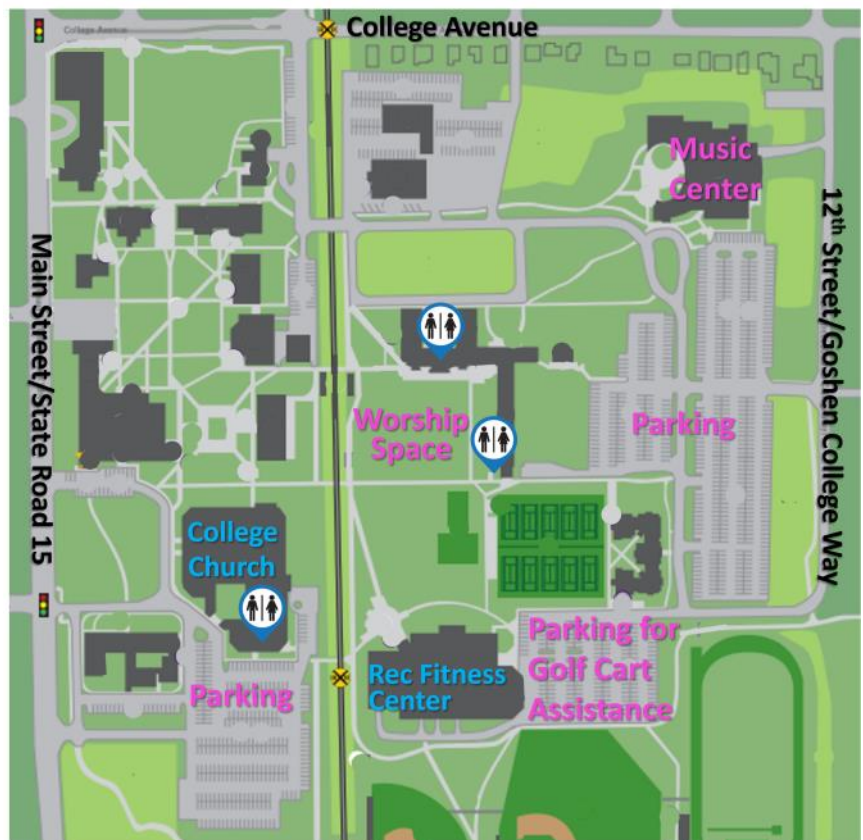 College Avenue
College Avenue
Music
Center
Main Street/State Road 15
12th Street/Goshen College Way
Worship
Space
Parking
College
Church
Parking
Rec Fitness
Center
Parking for
Golf Cart
Assistance